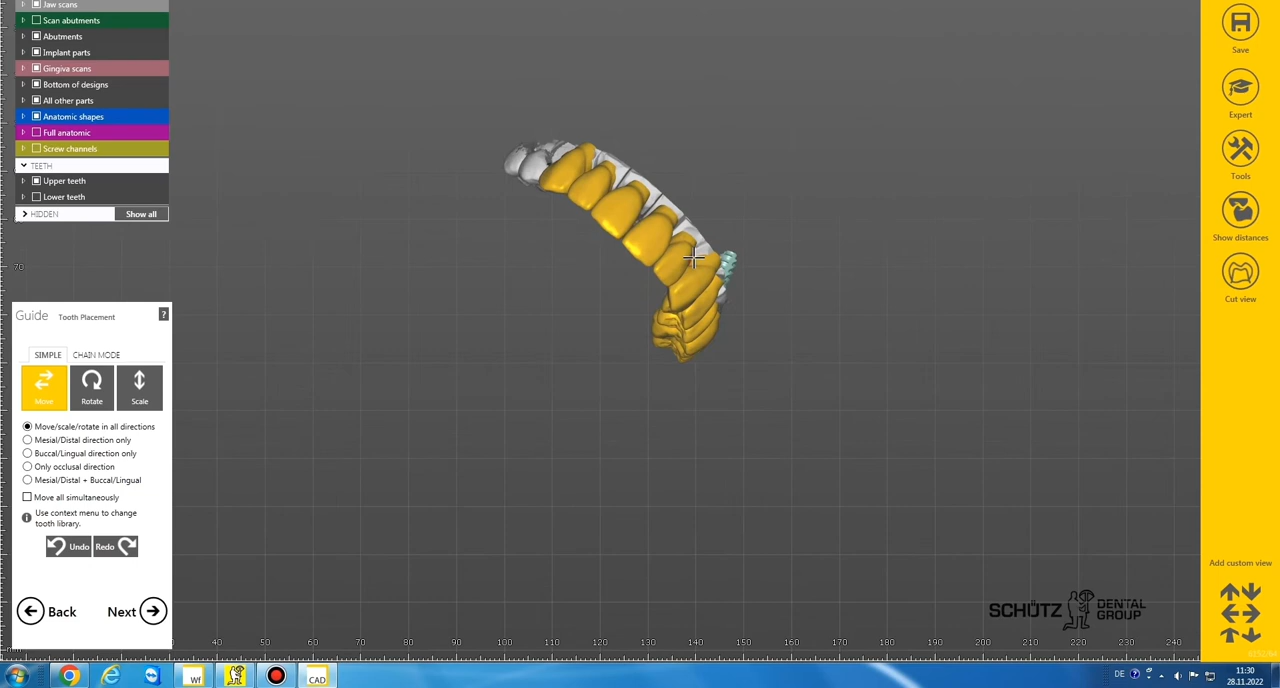 Jaw scans
Scan abutments
Abutments
Implant parts
Gingiva scans
Bottom of designs
All other parts
Anatomic shapes
Full anatomic
Screw channels
TEETH
Upper teeth
Lower teeth
HIDDEN Show all
70
Guide Tooth Placement ?
SIMPLE CHAIN MODE
Move Rotate Scale
Move/scale/rotate in all directions
Mesial/Distal direction only
Buccal/Lingual direction only
Only occlusal direction
Mesial/Distal + Buccal/Lingual
Move all simultaneously
Use context menu to change
tooth library.
Undo Redo
Back Next
Save
Expert
Tools
Show distances
Cut view
Add custom view
SCHÜTZ DENTAL
GROUP
40 50 60 70 80 90 100 110 120 130 140 150 160 170 180 190 200 210 220 230 240
Wf CAD
DE 11:30
28.11.2022